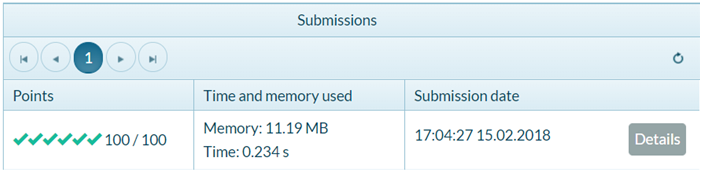 Submissions
1
Points Time and memory used Submission date
100 / 100 Memory: 11.19 MB 17:04:27 15.02.2018 Details
Time: 0.234 s